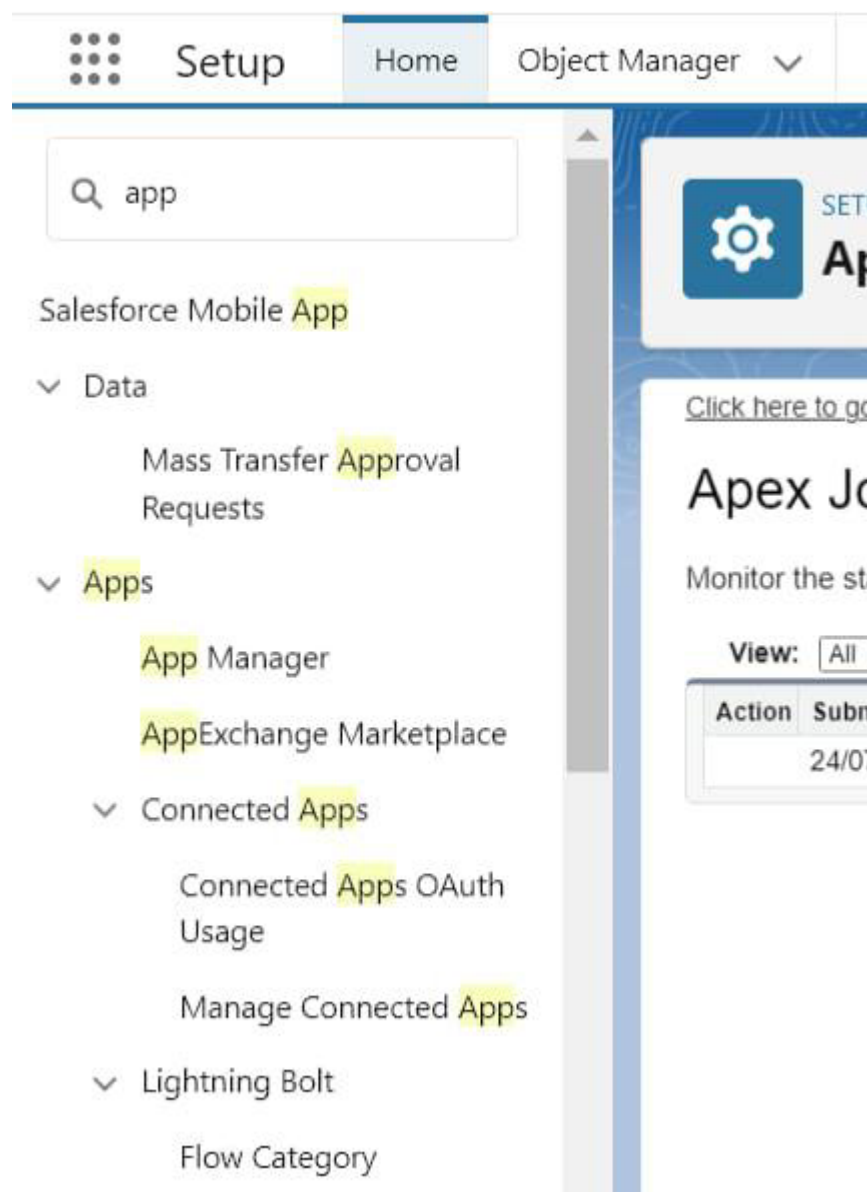 Setup
Home
Object Manager
app
Salesforce Mobile App
Data
Mass Transfer Approval
Requests
Apps
App Manager
AppExchange Marketplace
Connected Apps
Connected Apps OAuth
Usage
Manage Connected Apps
Lightning Bolt
Flow Category
Click here to
Apex
Monitor the
View: All
Action
24/0